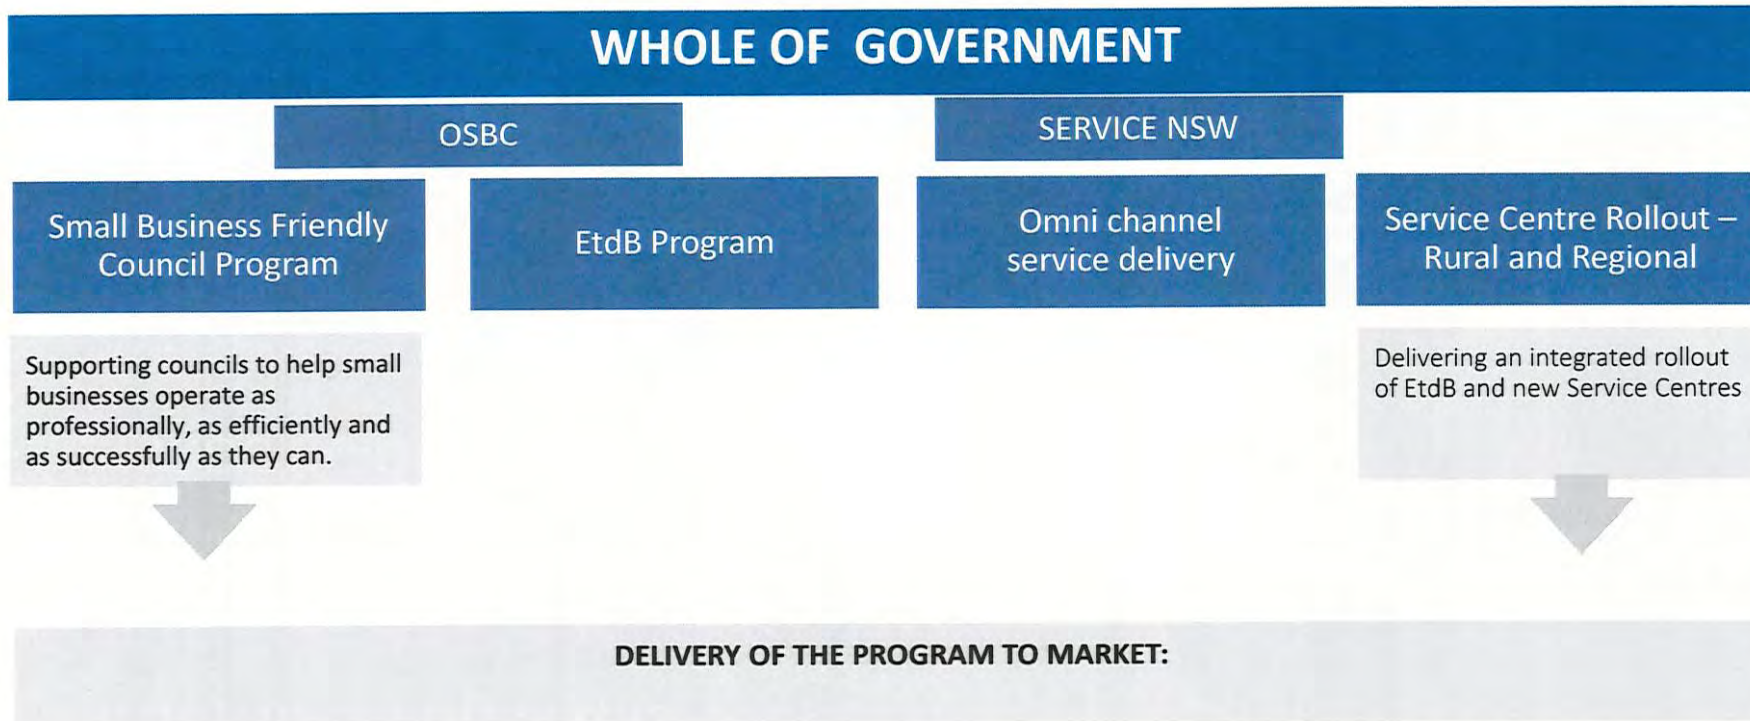 WHOLE OF GOVERNMENT
OSBC
SERVICE NSW
Small Business Friendly
Council Program
EtdB Program
Omni channel
service delivery
Service Centre Rollout –
Rural and Regional
Supporting councils to help small
businesses operate as
professionally, as efficiently and
as successfully as they can.
Delivering an integrated rollout
of EtdB and new Service Centres
DELIVERY OF THE PROGRAM TO MARKET: